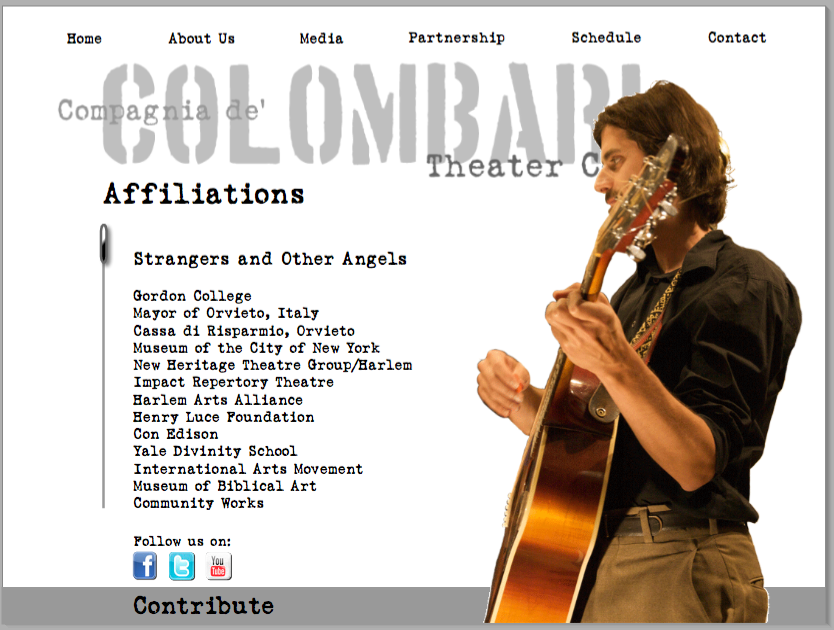 Home About Us Media Partnership Schedule Contact
Compagnia de' COLOMBARI
Theater
Affiliations
Strangers and Other Angels
Gordon College
Mayor of Orvieto, Italy
Cassa di Risparmio, Orvieto
Museum of the City of New York
New Heritage Theatre Group/Harlem
Impact Repertory Theatre
Harlem Arts Alliance
Henry Luce Foundation
Con Edison
Yale Divinity School
International Arts Movement
Museum of Biblical Art
Community Works
Follow us on:
f t You Tube
Contribute